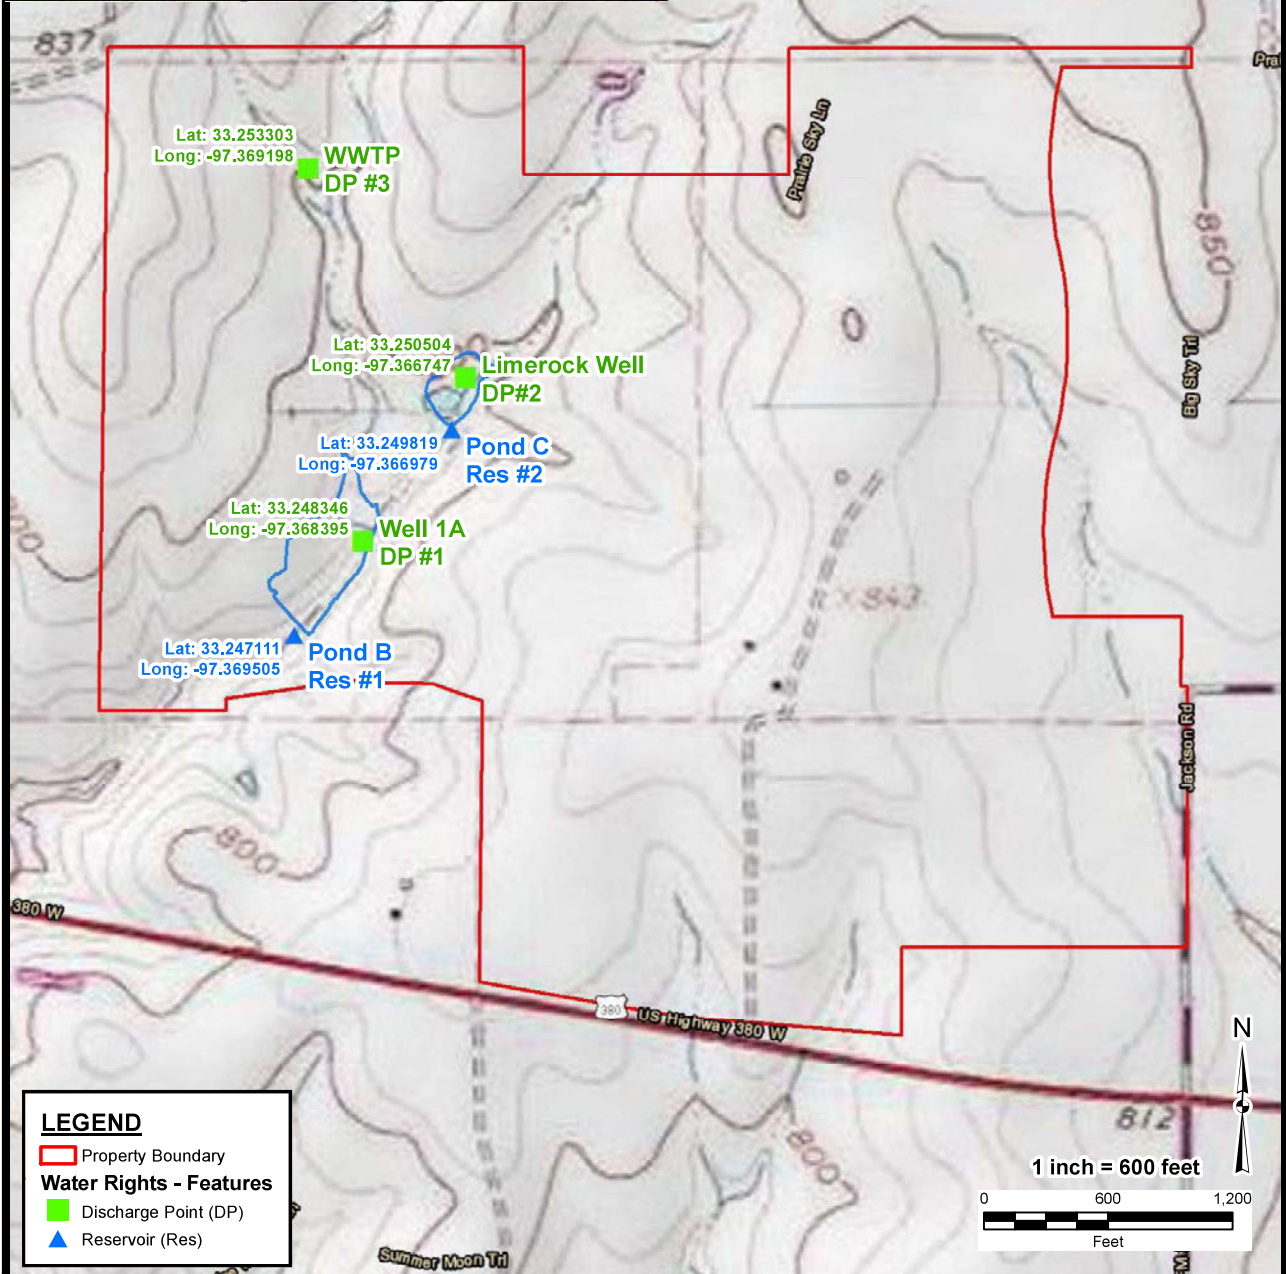 837
Prai
Lat: 33.253303
Long: -97.369198
WWTP
DP #3
Prairie Sky Ln
850
Lat: 33.250504
Long: -97.366747
Limerock Well
DP#2
Big Sky Trl
Lat: 33.249819
Long: -97.366979
Pond C
Res #2
Lat: 33.248346
Long: -97.368395
Well 1A
DP #1
X 843
Lat: 33.247111
Long: -97.369505
Pond B
Res #1
Jackson Rd
800
380 W
380
US Highway 380 W
N
812
800
1 inch = 600 feet
0 600 1,200
Feet
LEGEND
Property Boundary
Water Rights - Features
Discharge Point (DP)
Reservoir (Res)
Summer Moon Trl
FM